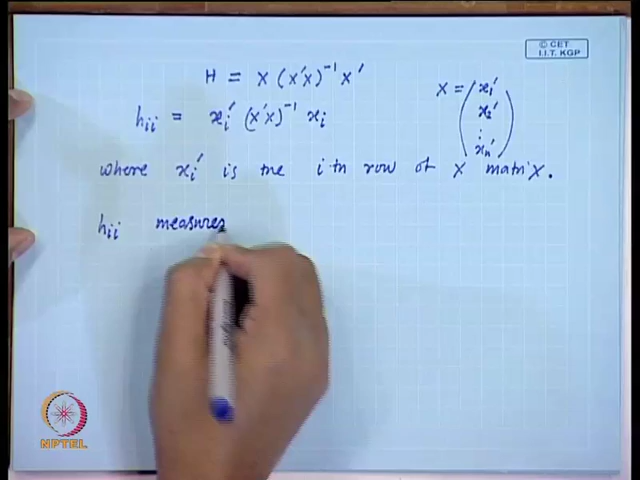 © CET
I.I.T. KGP
H = X (X'X)⁻¹ X'
hᵢᵢ = xᵢ' (X'X)⁻¹ xᵢ
X = ( x₁'
x₂'
:
xₙ' )
where xᵢ' is the i th row of X matrix.
hᵢᵢ measures
NPTEL